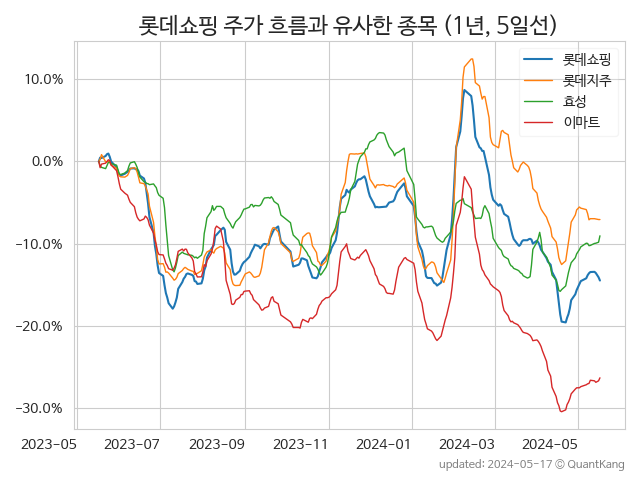 롯데쇼핑 주가 흐름과 유사한 종목 (1년, 5일선)
롯데쇼핑
롯데지주
효성
이마트
10.0%
0.0%
−10.0%
−20.0%
−30.0%
2023-05 2023-07 2023-09 2023-11 2024-01 2024-03 2024-05
updated: 2024-05-17 © QuantKang